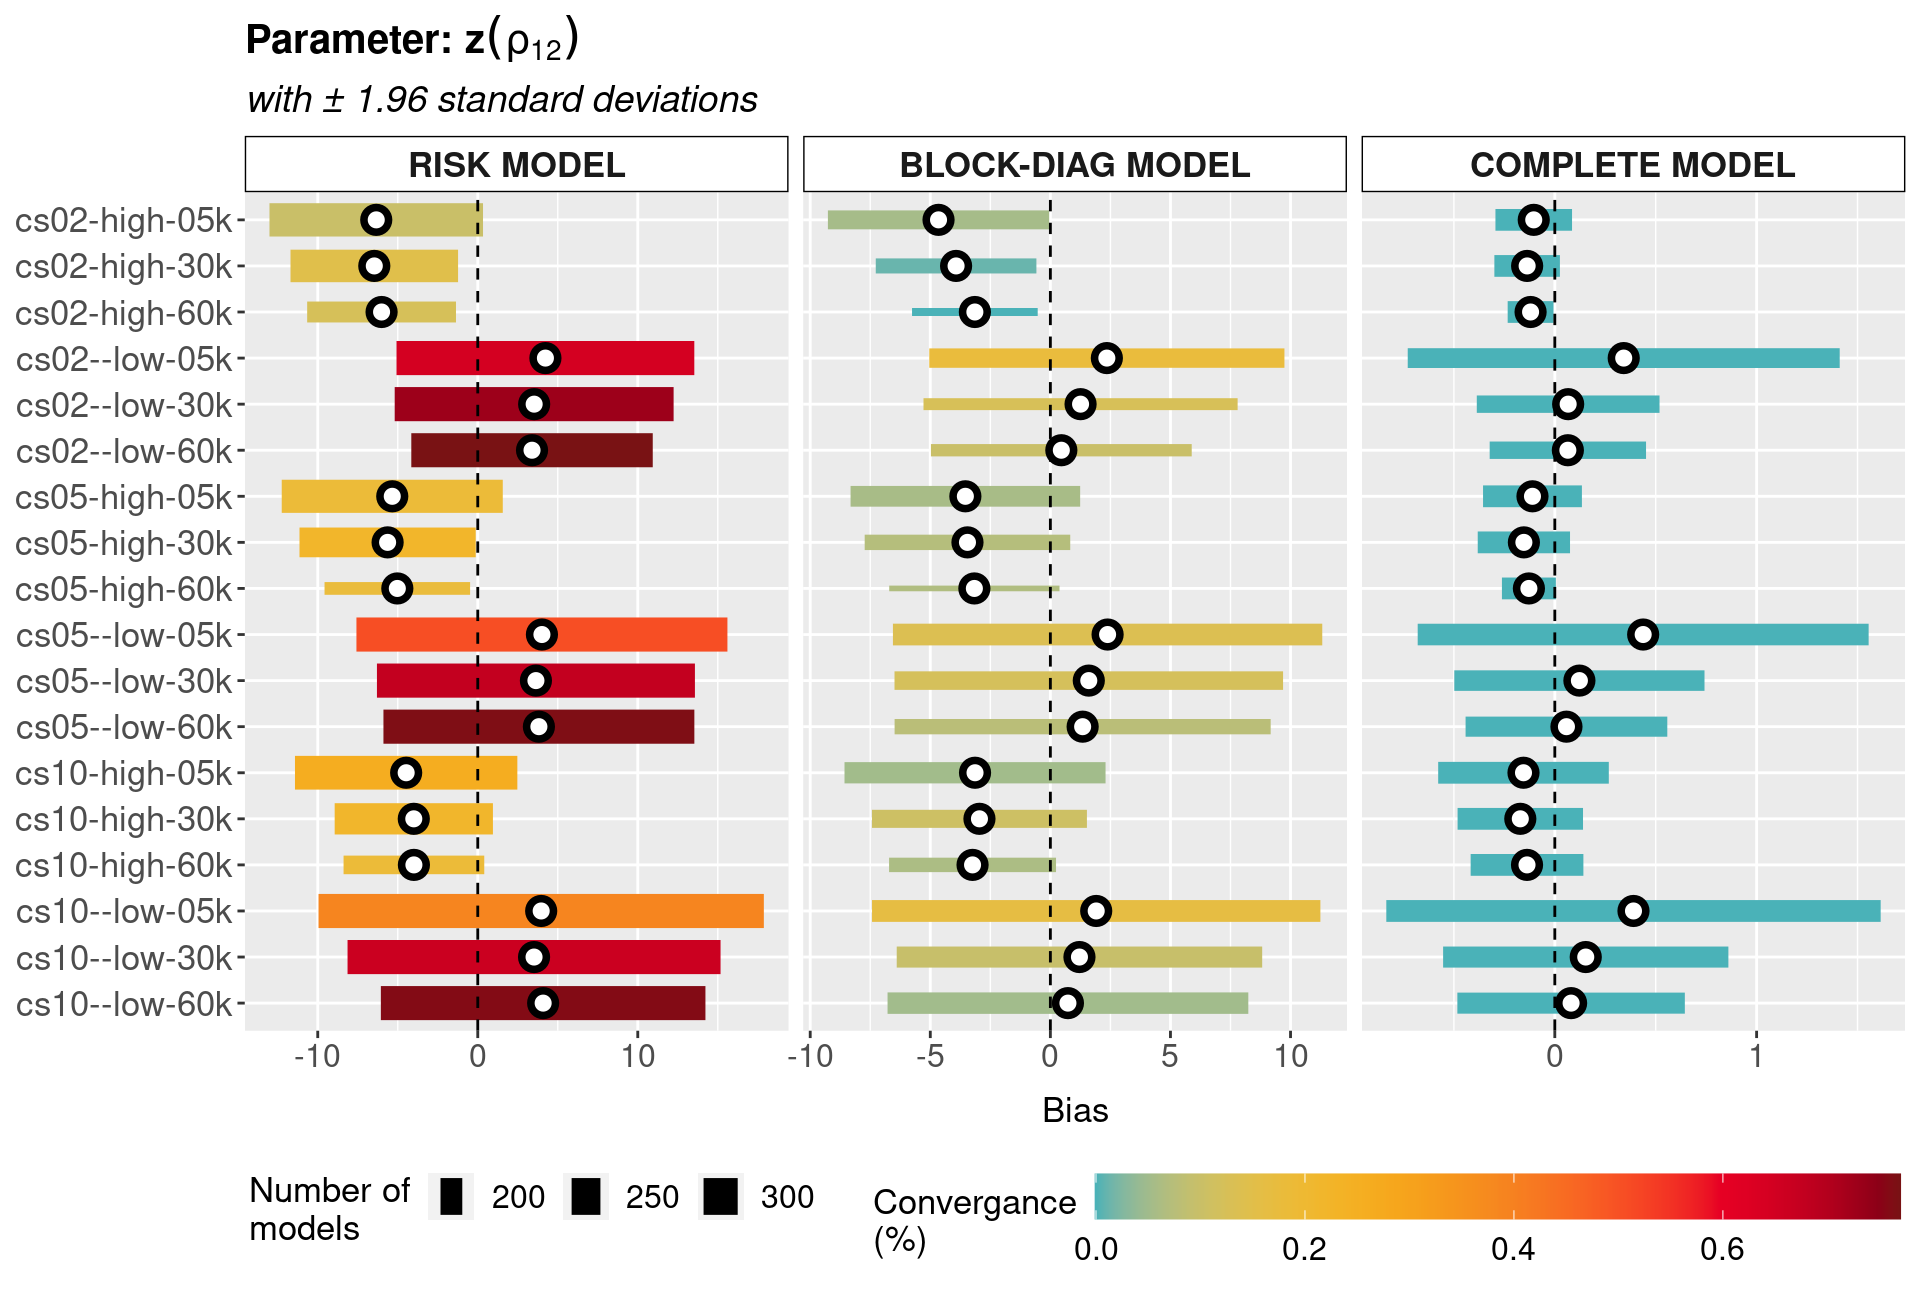 Parameter: z(ρ12)
with ± 1.96 standard deviations
RISK MODEL BLOCK-DIAG MODEL COMPLETE MODEL
cs02-high-05k
cs02-high-30k
cs02-high-60k
cs02--low-05k
cs02--low-30k
cs02--low-60k
cs05-high-05k
cs05-high-30k
cs05-high-60k
cs05--low-05k
cs05--low-30k
cs05--low-60k
cs10-high-05k
cs10-high-30k
cs10-high-60k
cs10--low-05k
cs10--low-30k
cs10--low-60k
-10 0 10 -10 -5 0 5 10 0 1
Bias
Number of
models
200 250 300
Convergance
(%)
0.0 0.2 0.4 0.6